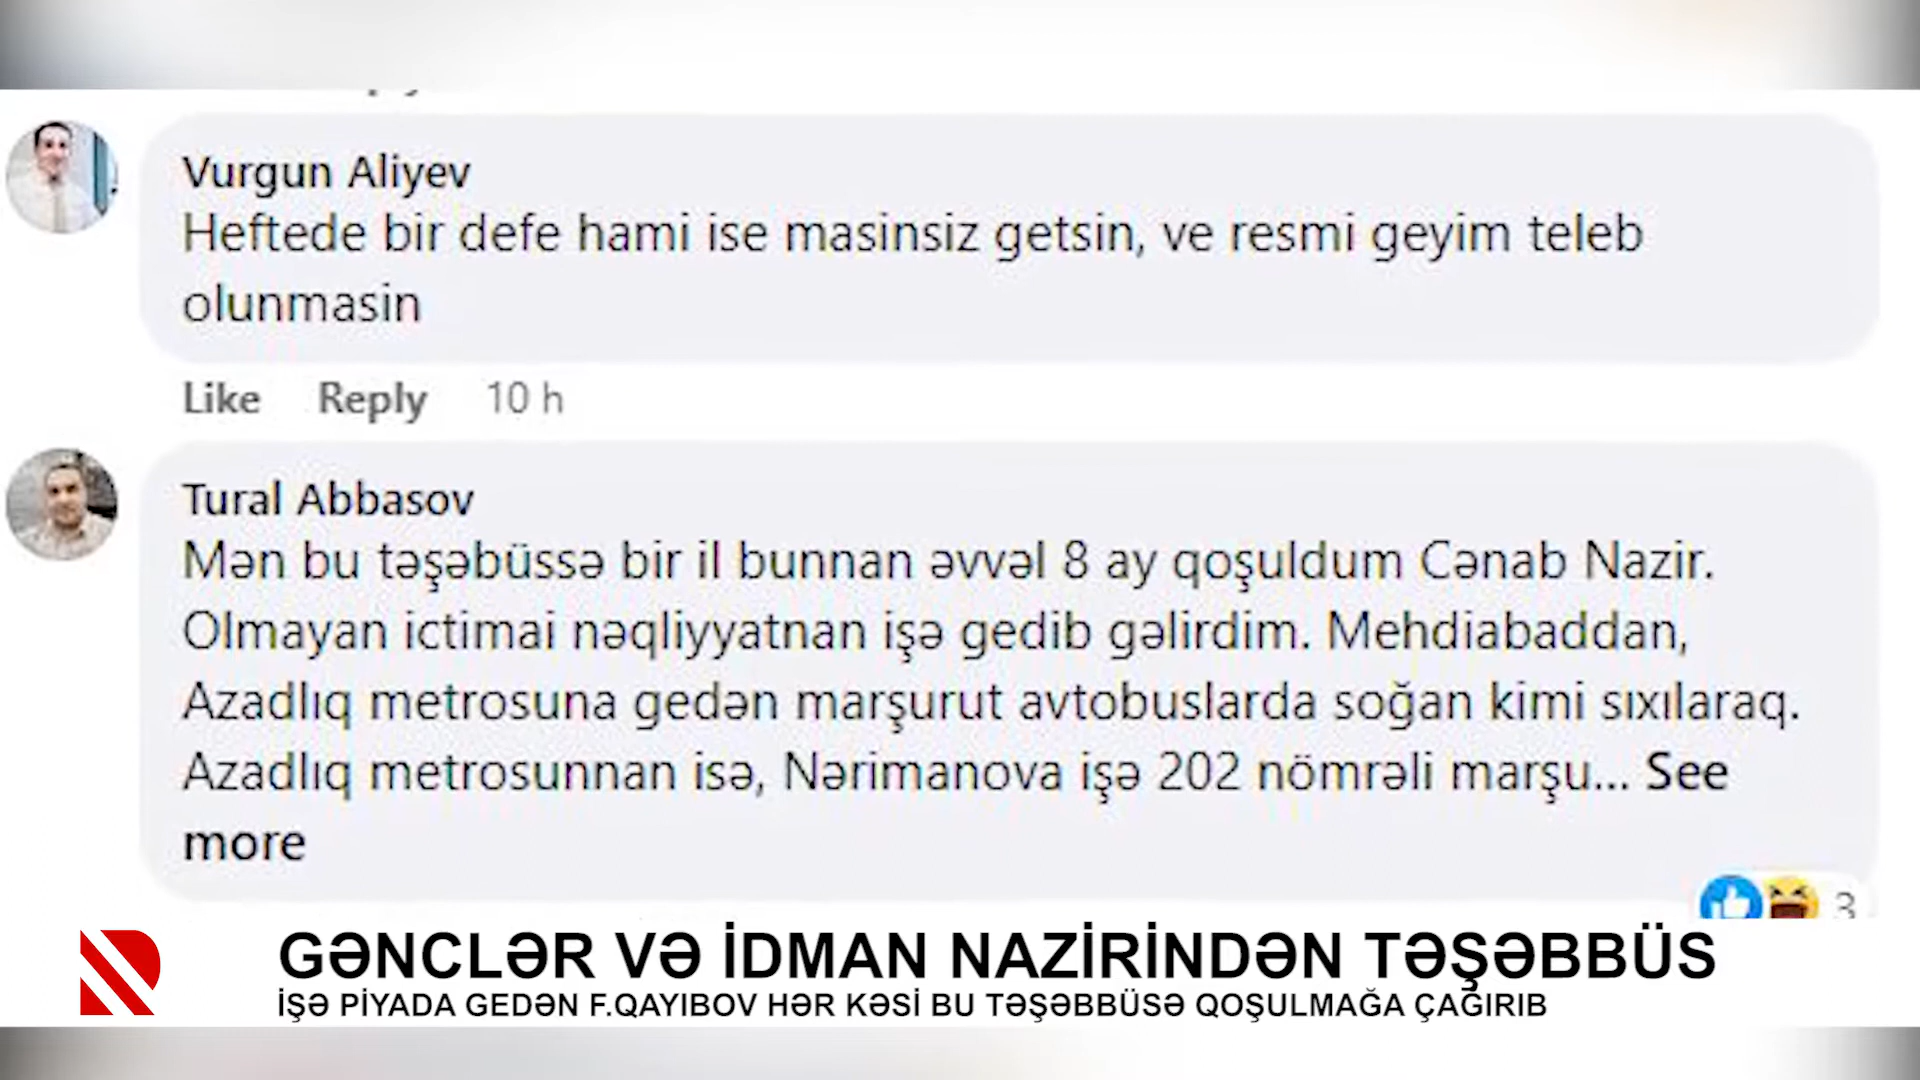 Vurgun Aliyev
Heftede bir defe hami ise masinsiz getsin, ve resmi geyim teleb
olunmasin
Like Reply 10 h
Tural Abbasov
Mən bu təşəbüssə bir il bunnan əvvəl 8 ay qoşuldum Cənab Nazir.
Olmayan ictimai nəqliyyatnan işə gedib gəlirdim. Mehdiabaddan,
Azadlıq metrosuna gedən marşurut avtobuslarda soğan kimi sıxılaraq.
Azadlıq metrosunnan isə, Nərimanova işə 202 nömrəli marşu... See
more
3
GƏNCLƏR VƏ İDMAN NAZİRİNDƏN TƏŞƏBBÜS
İŞƏ PİYADA GEDƏN F.QAYIBOV HƏR KƏSİ BU TƏŞƏBBÜSƏ QOŞULMAĞA ÇAĞIRIB